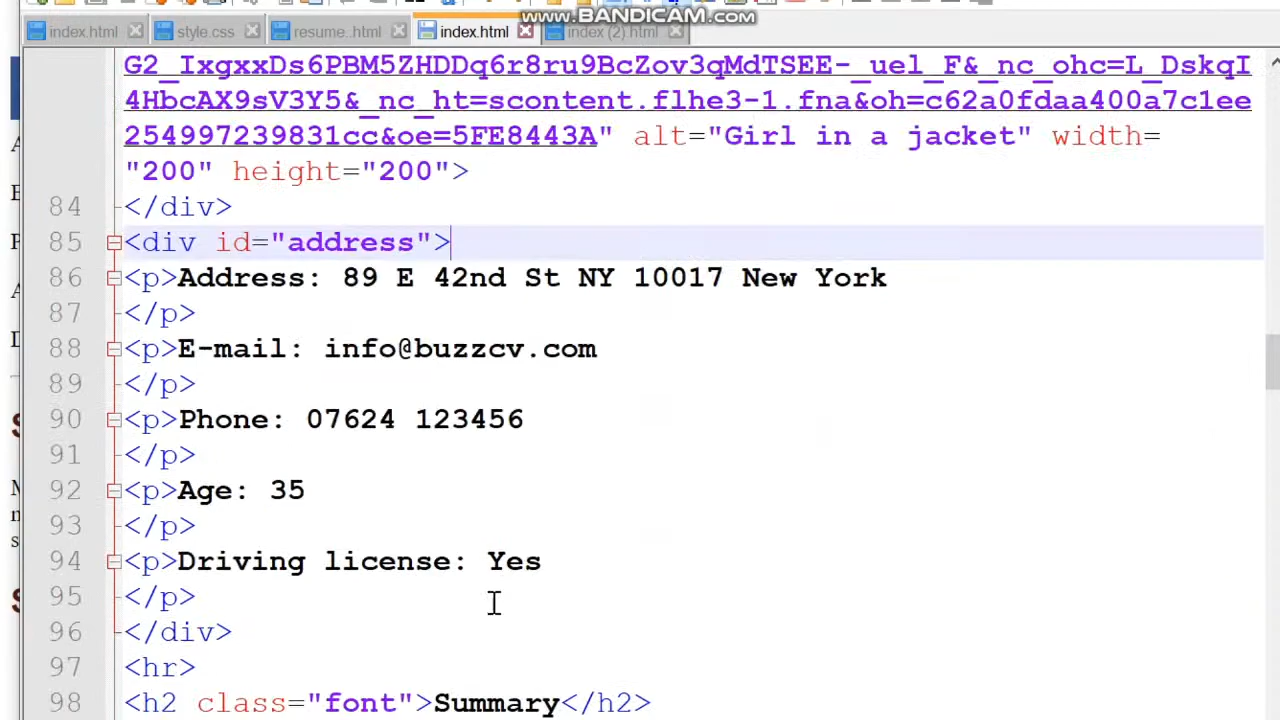 www.BANDICAM.com
index.html
style.css
resume..html
index.html
index (2).html
G2_IxgxxDs6PBM5ZHDDq6r8ru9BcZov3qMdTSEE-_uel_F&_nc_ohc=L_DskqI
4HbcAX9sV3Y5&_nc_ht=scontent.flhe3-1.fna&oh=c62a0fdaa400a7c1ee
254997239831cc&oe=5FE8443A" alt="Girl in a jacket" width=
"200" height="200">
84 </div>
85 <div id="address">
86 <p>Address: 89 E 42nd St NY 10017 New York
87 </p>
88 <p>E-mail: info@buzzcv.com
89 </p>
90 <p>Phone: 07624 123456
91 </p>
92 <p>Age: 35
93 </p>
94 <p>Driving license: Yes
95 </p>
96 </div>
97 <hr>
98 <h2 class="font">Summary</h2>